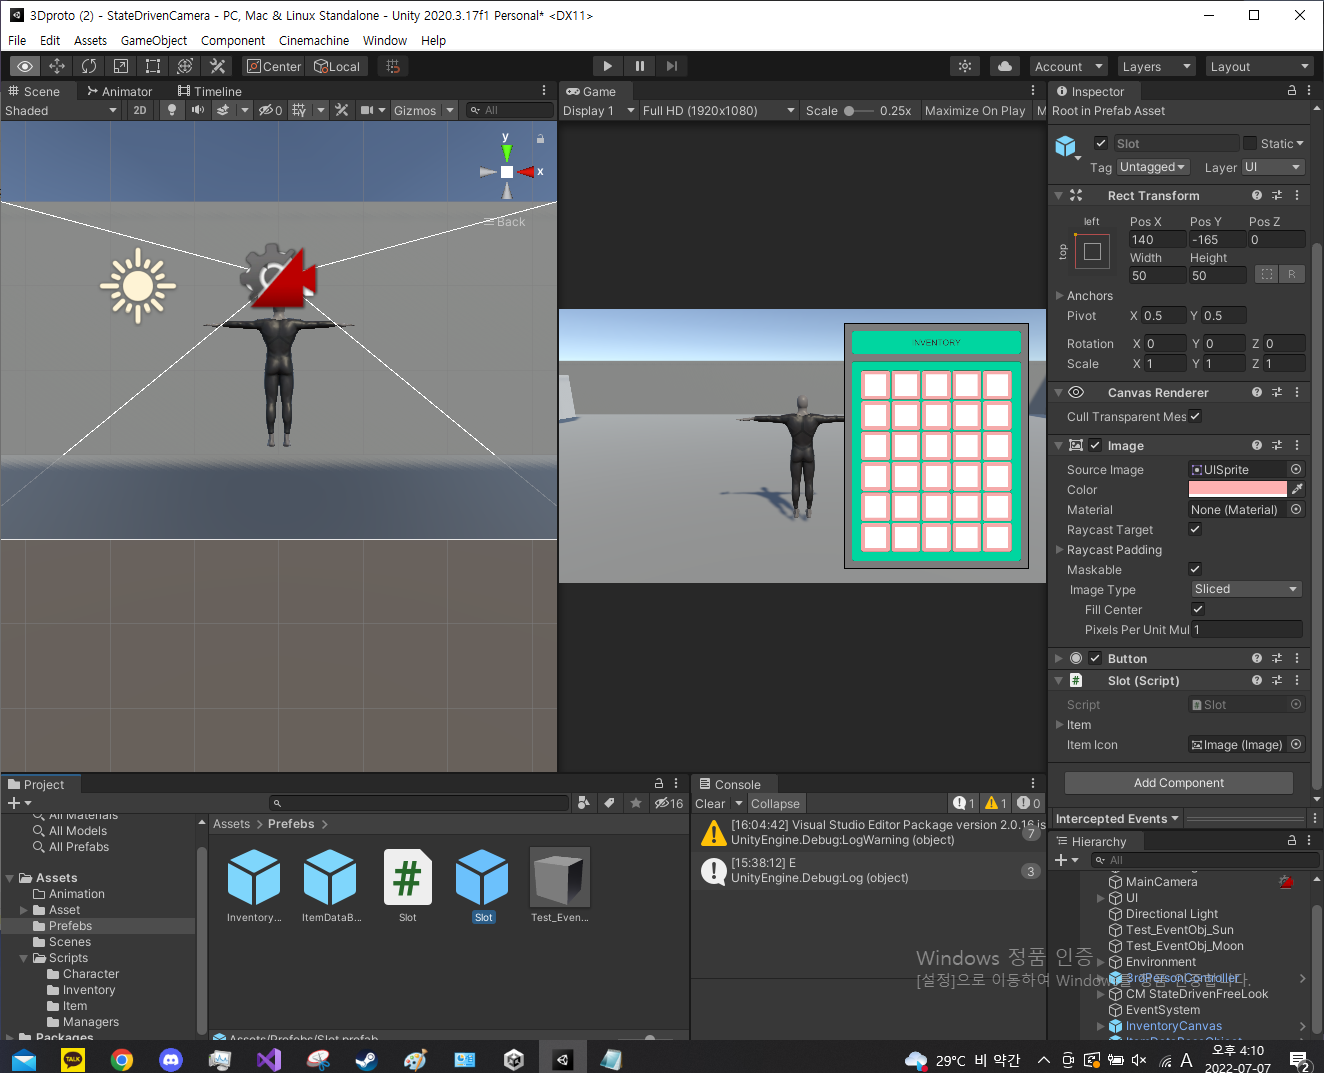 3Dproto (2) - StateDrivenCamera - PC, Mac & Linux Standalone - Unity 2020.3.17f1 Personal* <DX11>
File Edit Assets GameObject Component Cinemachine Window Help
Center Local Account Layers Layout
Scene Animator Timeline
Shaded 2D 0 Gizmos All
y
x
Back
Game
Display 1 Full HD (1920x1080) Scale 0.25x Maximize On Play M
INVENTORY
Inspector
Root in Prefab Asset
Slot Static
Tag Untagged Layer UI
Rect Transform
left
top
Pos X Pos Y Pos Z
140 -165 0
Width Height
50 50 R
Anchors
Pivot X 0.5 Y 0.5
Rotation X 0 Y 0 Z 0
Scale X 1 Y 1 Z 1
Canvas Renderer
Cull Transparent Mes
Image
Source Image UISprite
Color
Material None (Material)
Raycast Target
Raycast Padding
Maskable
Image Type Sliced
Fill Center
Pixels Per Unit Mul 1
Button
# Slot (Script)
Script Slot
Item
Item Icon Image (Image)
Add Component
Intercepted Events
Project
16
All Materials
All Models
All Prefabs
Assets
Animation
Asset
Prefebs
Scenes
Scripts
Character
Inventory
Item
Managers
Packages
Assets > Prefebs >
#
Inventory... ItemDataB... Slot Slot Test_Even...
Assets/Prefebs/Slot.prefab
Console
Clear Collapse 1 1 0
[16:04:42] Visual Studio Editor Package version 2.0.16 is
UnityEngine.Debug:LogWarning (object)
7
[15:38:12] E
UnityEngine.Debug:Log (object)
3
Hierarchy
All
MainCamera
UI
Directional Light
Test_EventObj_Sun
Test_EventObj_Moon
Environment
3rdPersonController
CM StateDrivenFreeLook
EventSystem
InventoryCanvas
ItemDataBaseObject
Windows 정품 인증
[설정]으로 이동하여 Windows를 정품 인증합니다.
TALK
29°C 비 약간
A
오후 4:10
2022-07-07
2